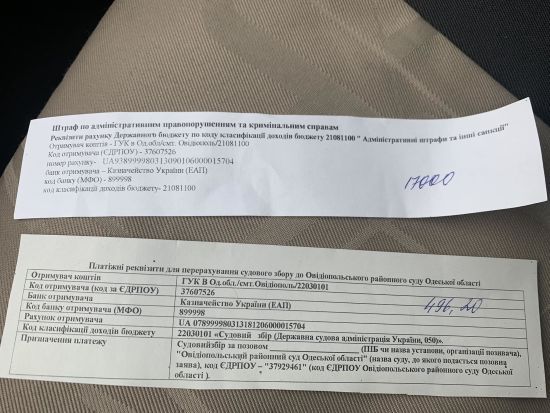 Штраф по адміністративним правопорушенням та кримінальним справам
Реквізити рахунку Державного бюджету по коду класифікації доходів бюджету 21081100 " Адміністративні штрафи та інші санкції"
Отримувач коштів - ГУК в Од.обл/смт. Овідіополь/21081100
Код отримувача (ЄДРПОУ) - 37607526
номер рахунку- UA938999980313090106000015704
банк отримувача – Казначейство України (ЕАП)
код банку (МФО) - 899998
код класифікації доходів бюджету- 21081100
17000
Платіжні реквізити для перерахування судового збору до Овідіопольського районного суду Одеської області
Отримувач коштів ГУК В Од.обл./смт.Овідіополь/22030101
Код отримувача (код за ЄДРПОУ) 37607526
Банк отримувача Казначейство України (ЕАП)
Код банку отримувача (МФО) 899998
Рахунок отримувача UA 078999980313181206000015704
Код класифікації доходів бюджету 22030101 «Судовий збір (Державна судова адміністрація України, 050)».
Призначення платежу Судовийзбір за позовом ____________ (ПІБ чи назва установи, організації позивача),
"Овідіопольський районний суд Одеської області" (назва суду, до якого подається позовна
заява), код ЄДРПОУ – "37929461" (код ЄДРПОУ Овідіопольського районного суду Одеської
області ).
496,20